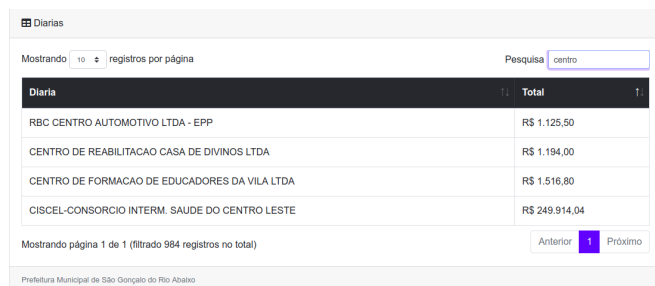 Diarias
Mostrando 10 registros por página Pesquisa centro
Diaria Total
RBC CENTRO AUTOMOTIVO LTDA - EPP R$ 1.125,50
CENTRO DE REABILITACAO CASA DE DIVINOS LTDA R$ 1.194,00
CENTRO DE FORMACAO DE EDUCADORES DA VILA LTDA R$ 1.516,80
CISCEL-CONSORCIO INTERM. SAUDE DO CENTRO LESTE R$ 249.914,04
Mostrando página 1 de 1 (filtrado 984 registros no total) Anterior 1 Próximo
Prefeitura Municipal de São Gonçalo do Rio Abaixo